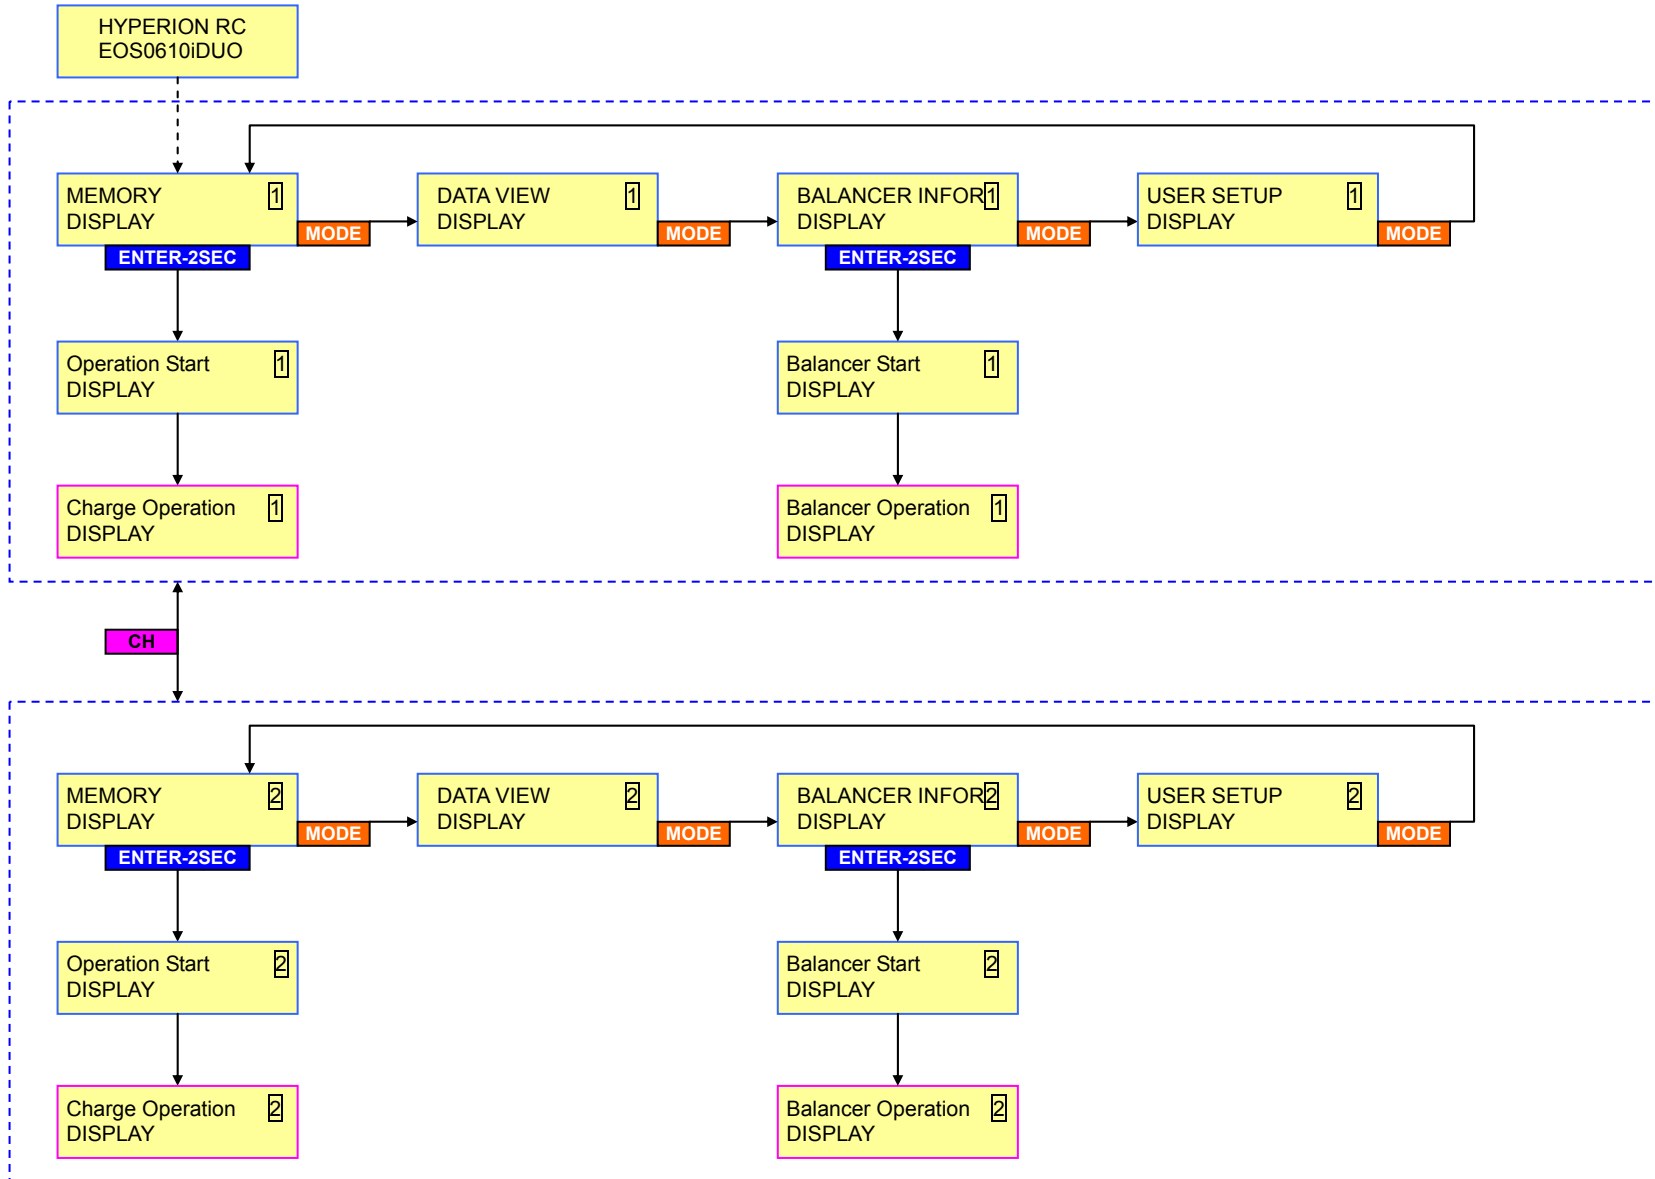 HYPERION RC
EOS0610iDUO
MEMORY 1
DISPLAY
MODE
ENTER-2SEC
DATA VIEW 1
DISPLAY
MODE
BALANCER INFOR1
DISPLAY
MODE
ENTER-2SEC
USER SETUP 1
DISPLAY
MODE
Operation Start 1
DISPLAY
Balancer Start 1
DISPLAY
Charge Operation 1
DISPLAY
Balancer Operation 1
DISPLAY
CH
MEMORY 2
DISPLAY
MODE
ENTER-2SEC
DATA VIEW 2
DISPLAY
MODE
BALANCER INFOR2
DISPLAY
MODE
ENTER-2SEC
USER SETUP 2
DISPLAY
MODE
Operation Start 2
DISPLAY
Balancer Start 2
DISPLAY
Charge Operation 2
DISPLAY
Balancer Operation 2
DISPLAY